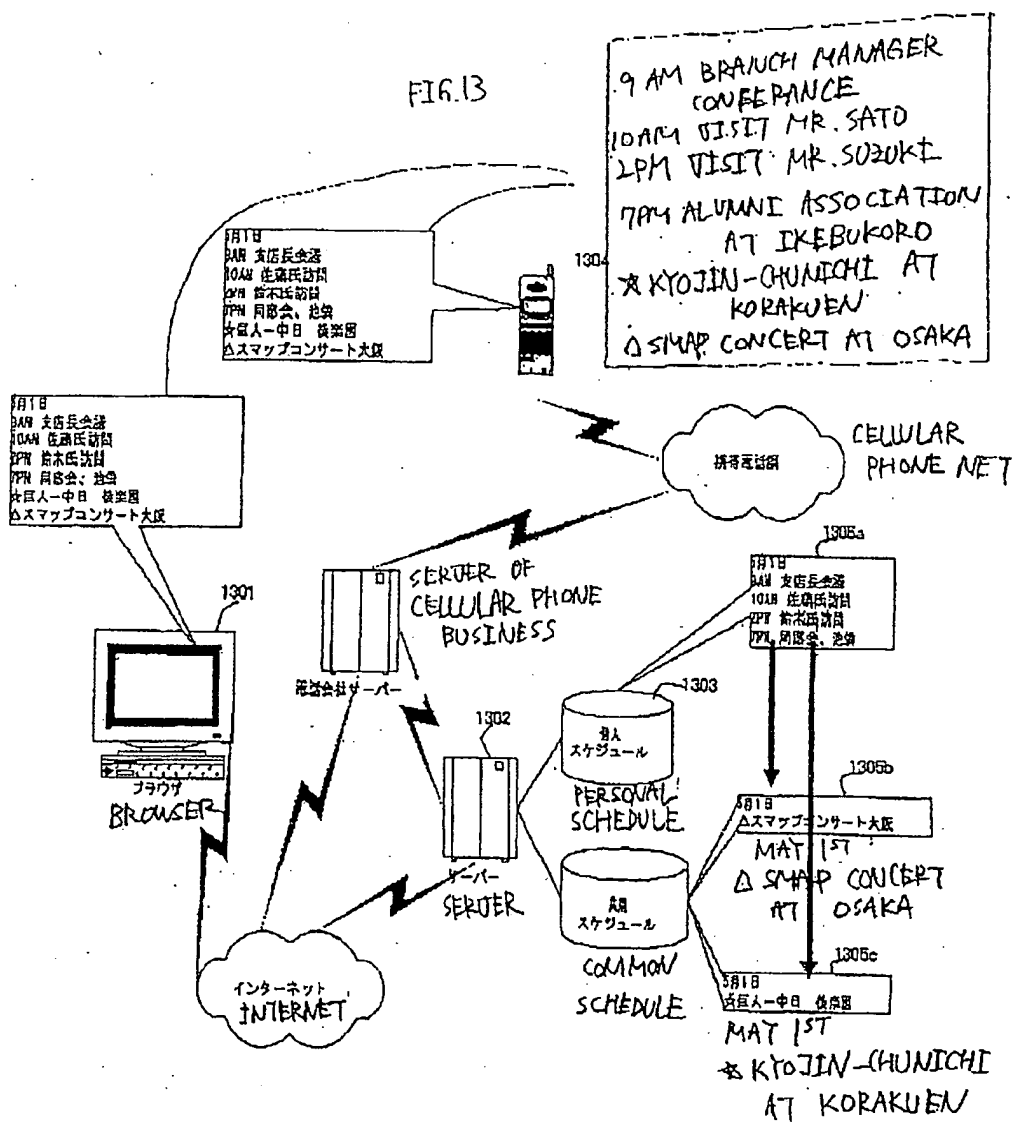 FIG.13
9 AM BRANCH MANAGER
CONFERANCE
10AM VISIT MR. SATO
2PM VISIT MR. SUZUKI
7PM ALUMNI ASSOCIATION
AT IKEBUKORO
☆KYOJIN-CHUNICHI AT
KORAKUEN
△SMAP CONCERT AT OSAKA
1304
5月1日
9AM 支店長会議
10AM 佐藤氏訪問
2PM 鈴木氏訪問
7PM 同窓会、池袋
☆巨人ー中日 後楽園
△スマップコンサート大阪
5月1日
9AM 支店長会議
10AM 佐藤氏訪問
2PM 鈴木氏訪問
7PM 同窓会、池袋
☆巨人ー中日 後楽園
△スマップコンサート大阪
携帯電話網
CELLULAR
PHONE NET
1301
ブラウザ
BROWSER
SERVER OF
CELLULAR PHONE
BUSINESS
電話会社サーバー
1302
サーバー
SERVER
1303
個人
スケジュール
PERSONAL
SCHEDULE
共用
スケジュール
COMMON
SCHEDULE
1305a
5月1日
9AM 支店長会議
10AM 佐藤氏訪問
2PM 鈴木氏訪問
7PM 同窓会、池袋
1305b
5月1日
△スマップコンサート大阪
MAY 1ST
△ SMAP CONCERT
AT OSAKA
1305c
5月1日
☆巨人ー中日 後楽園
MAY 1ST
☆ KYOJIN-CHUNICHI
AT KORAKUEN
インターネット
INTERNET